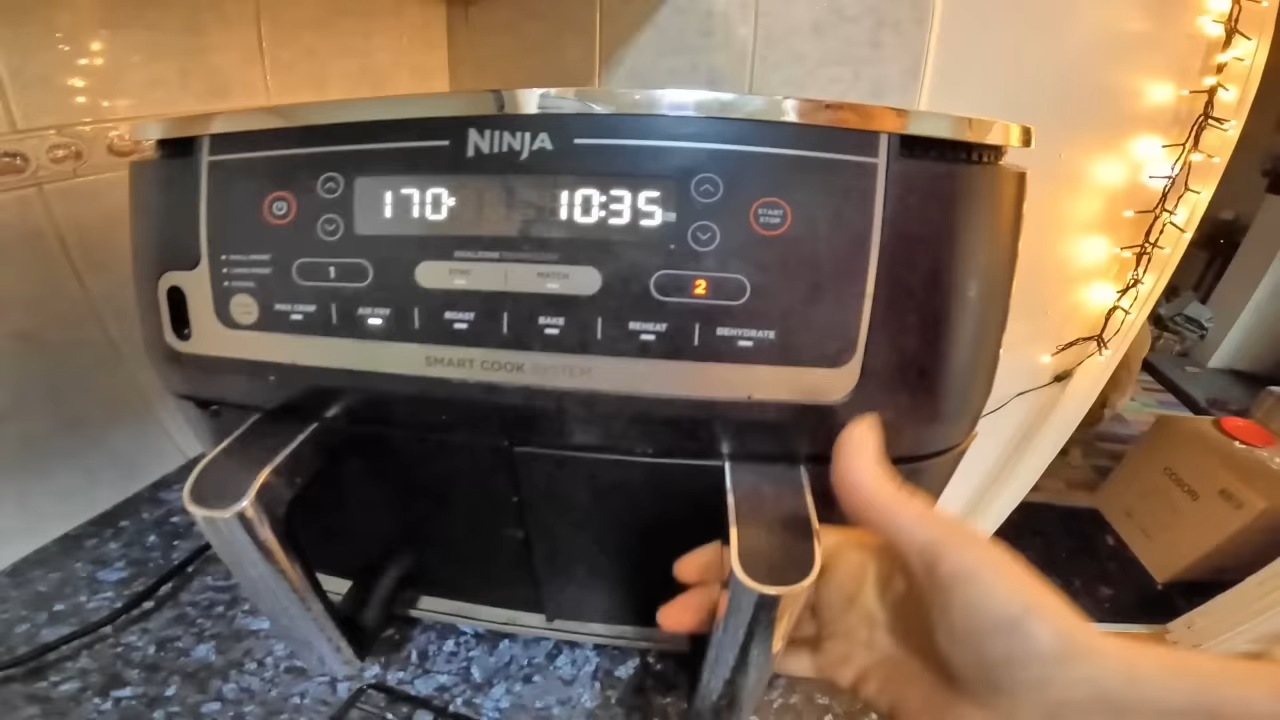 NINJA
170°
10:35
START
STOP
1
SYNC
MATCH
2
MAX CRISP
AIR FRY
ROAST
BAKE
REHEAT
DEHYDRATE
SMART COOK SYSTEM
COSORI